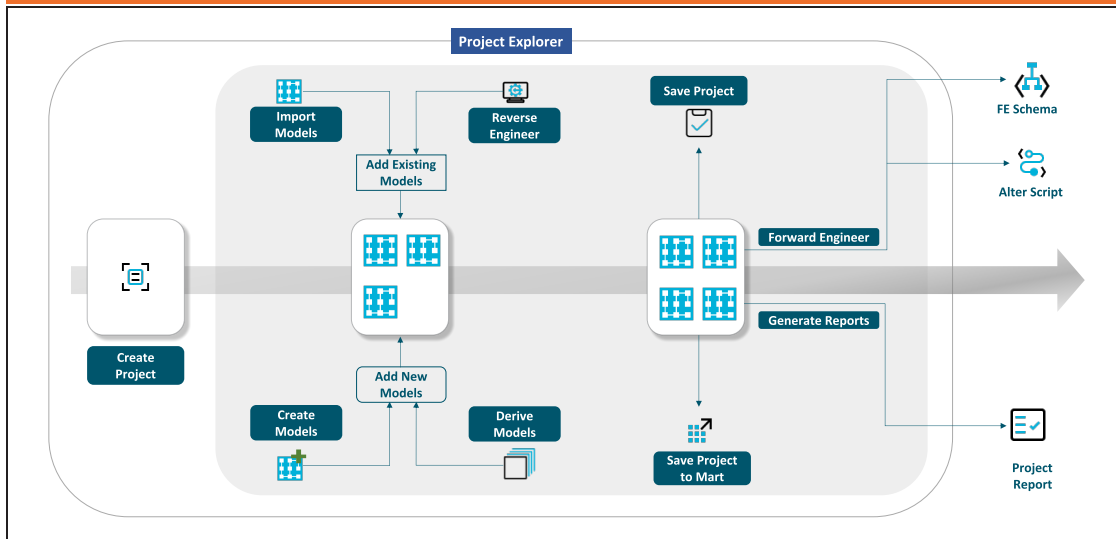 Project Explorer
Import
Models
Reverse
Engineer
Save Project
FE Schema
Add Existing
Models
Alter Script
Forward Engineer
Generate Reports
Create
Project
Add New
Models
Create
Models
Derive
Models
Save Project
to Mart
Project
Report